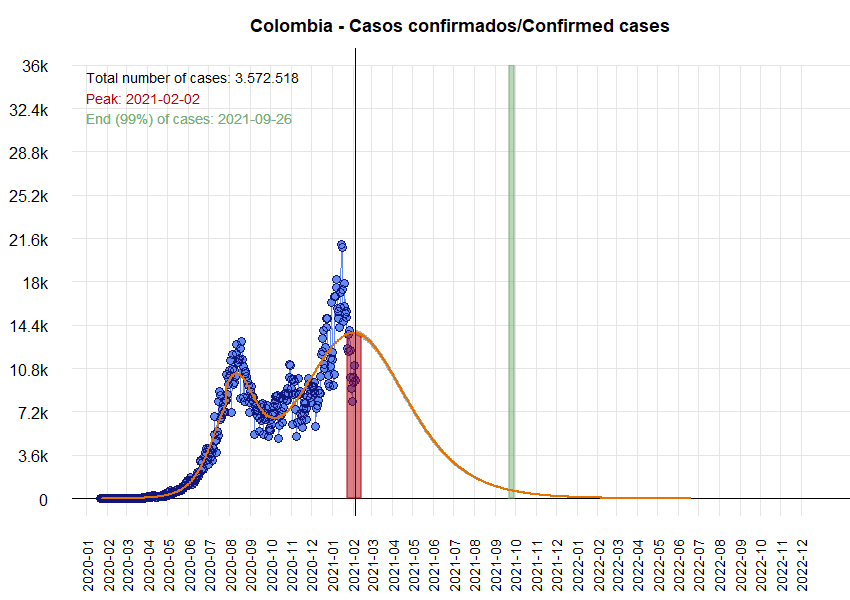 Colombia - Casos confirmados/Confirmed cases
36k
32.4k
28.8k
25.2k
21.6k
18k
14.4k
10.8k
7.2k
3.6k
0
Total number of cases: 3.572.518
Peak: 2021-02-02
End (99%) of cases: 2021-09-26
2020-01
2020-02
2020-03
2020-04
2020-05
2020-06
2020-07
2020-08
2020-09
2020-10
2020-11
2020-12
2021-01
2021-02
2021-03
2021-04
2021-05
2021-06
2021-07
2021-08
2021-09
2021-10
2021-11
2021-12
2022-01
2022-02
2022-03
2022-04
2022-05
2022-06
2022-07
2022-08
2022-09
2022-10
2022-11
2022-12